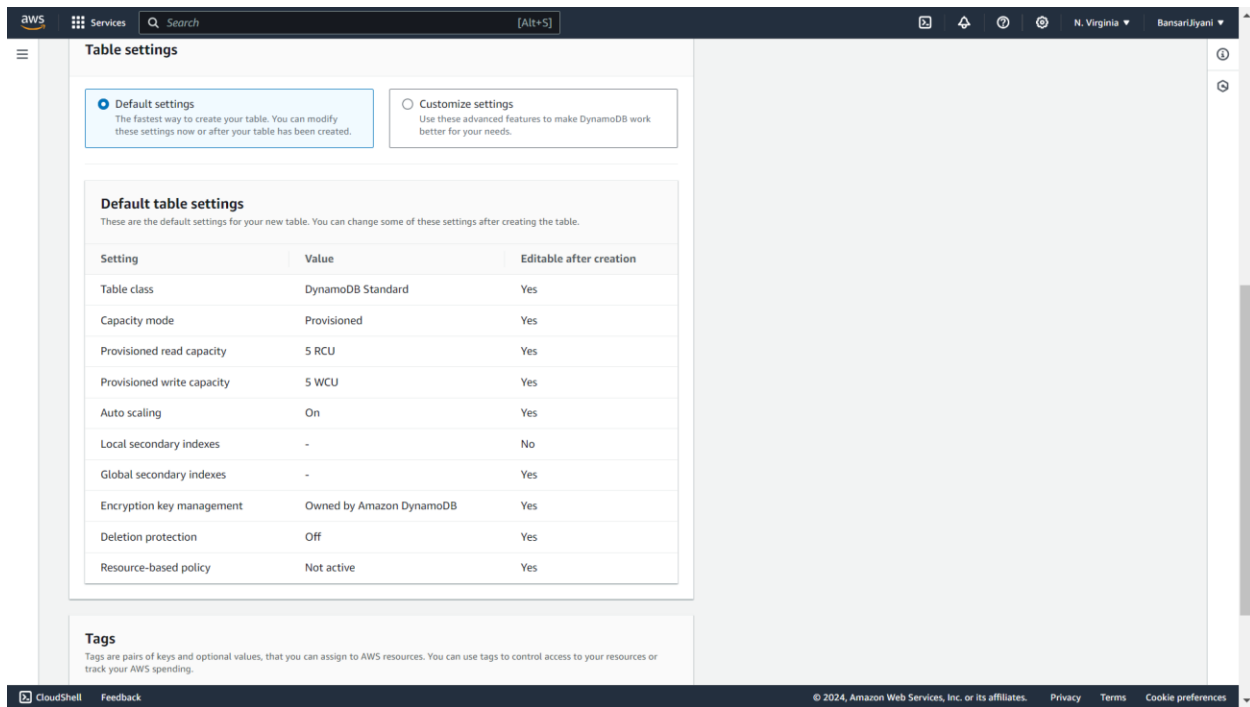 aws Services Search [Alt+S] N. Virginia ▼ BansariJiyani ▼
Table settings
Default settings
The fastest way to create your table. You can modify
these settings now or after your table has been created.
Customize settings
Use these advanced features to make DynamoDB work
better for your needs.
Default table settings
These are the default settings for your new table. You can change some of these settings after creating the table.
Setting Value Editable after creation
Table class DynamoDB Standard Yes
Capacity mode Provisioned Yes
Provisioned read capacity 5 RCU Yes
Provisioned write capacity 5 WCU Yes
Auto scaling On Yes
Local secondary indexes - No
Global secondary indexes - Yes
Encryption key management Owned by Amazon DynamoDB Yes
Deletion protection Off Yes
Resource-based policy Not active Yes
Tags
Tags are pairs of keys and optional values, that you can assign to AWS resources. You can use tags to control access to your resources or
track your AWS spending.
CloudShell Feedback © 2024, Amazon Web Services, Inc. or its affiliates. Privacy Terms Cookie preferences